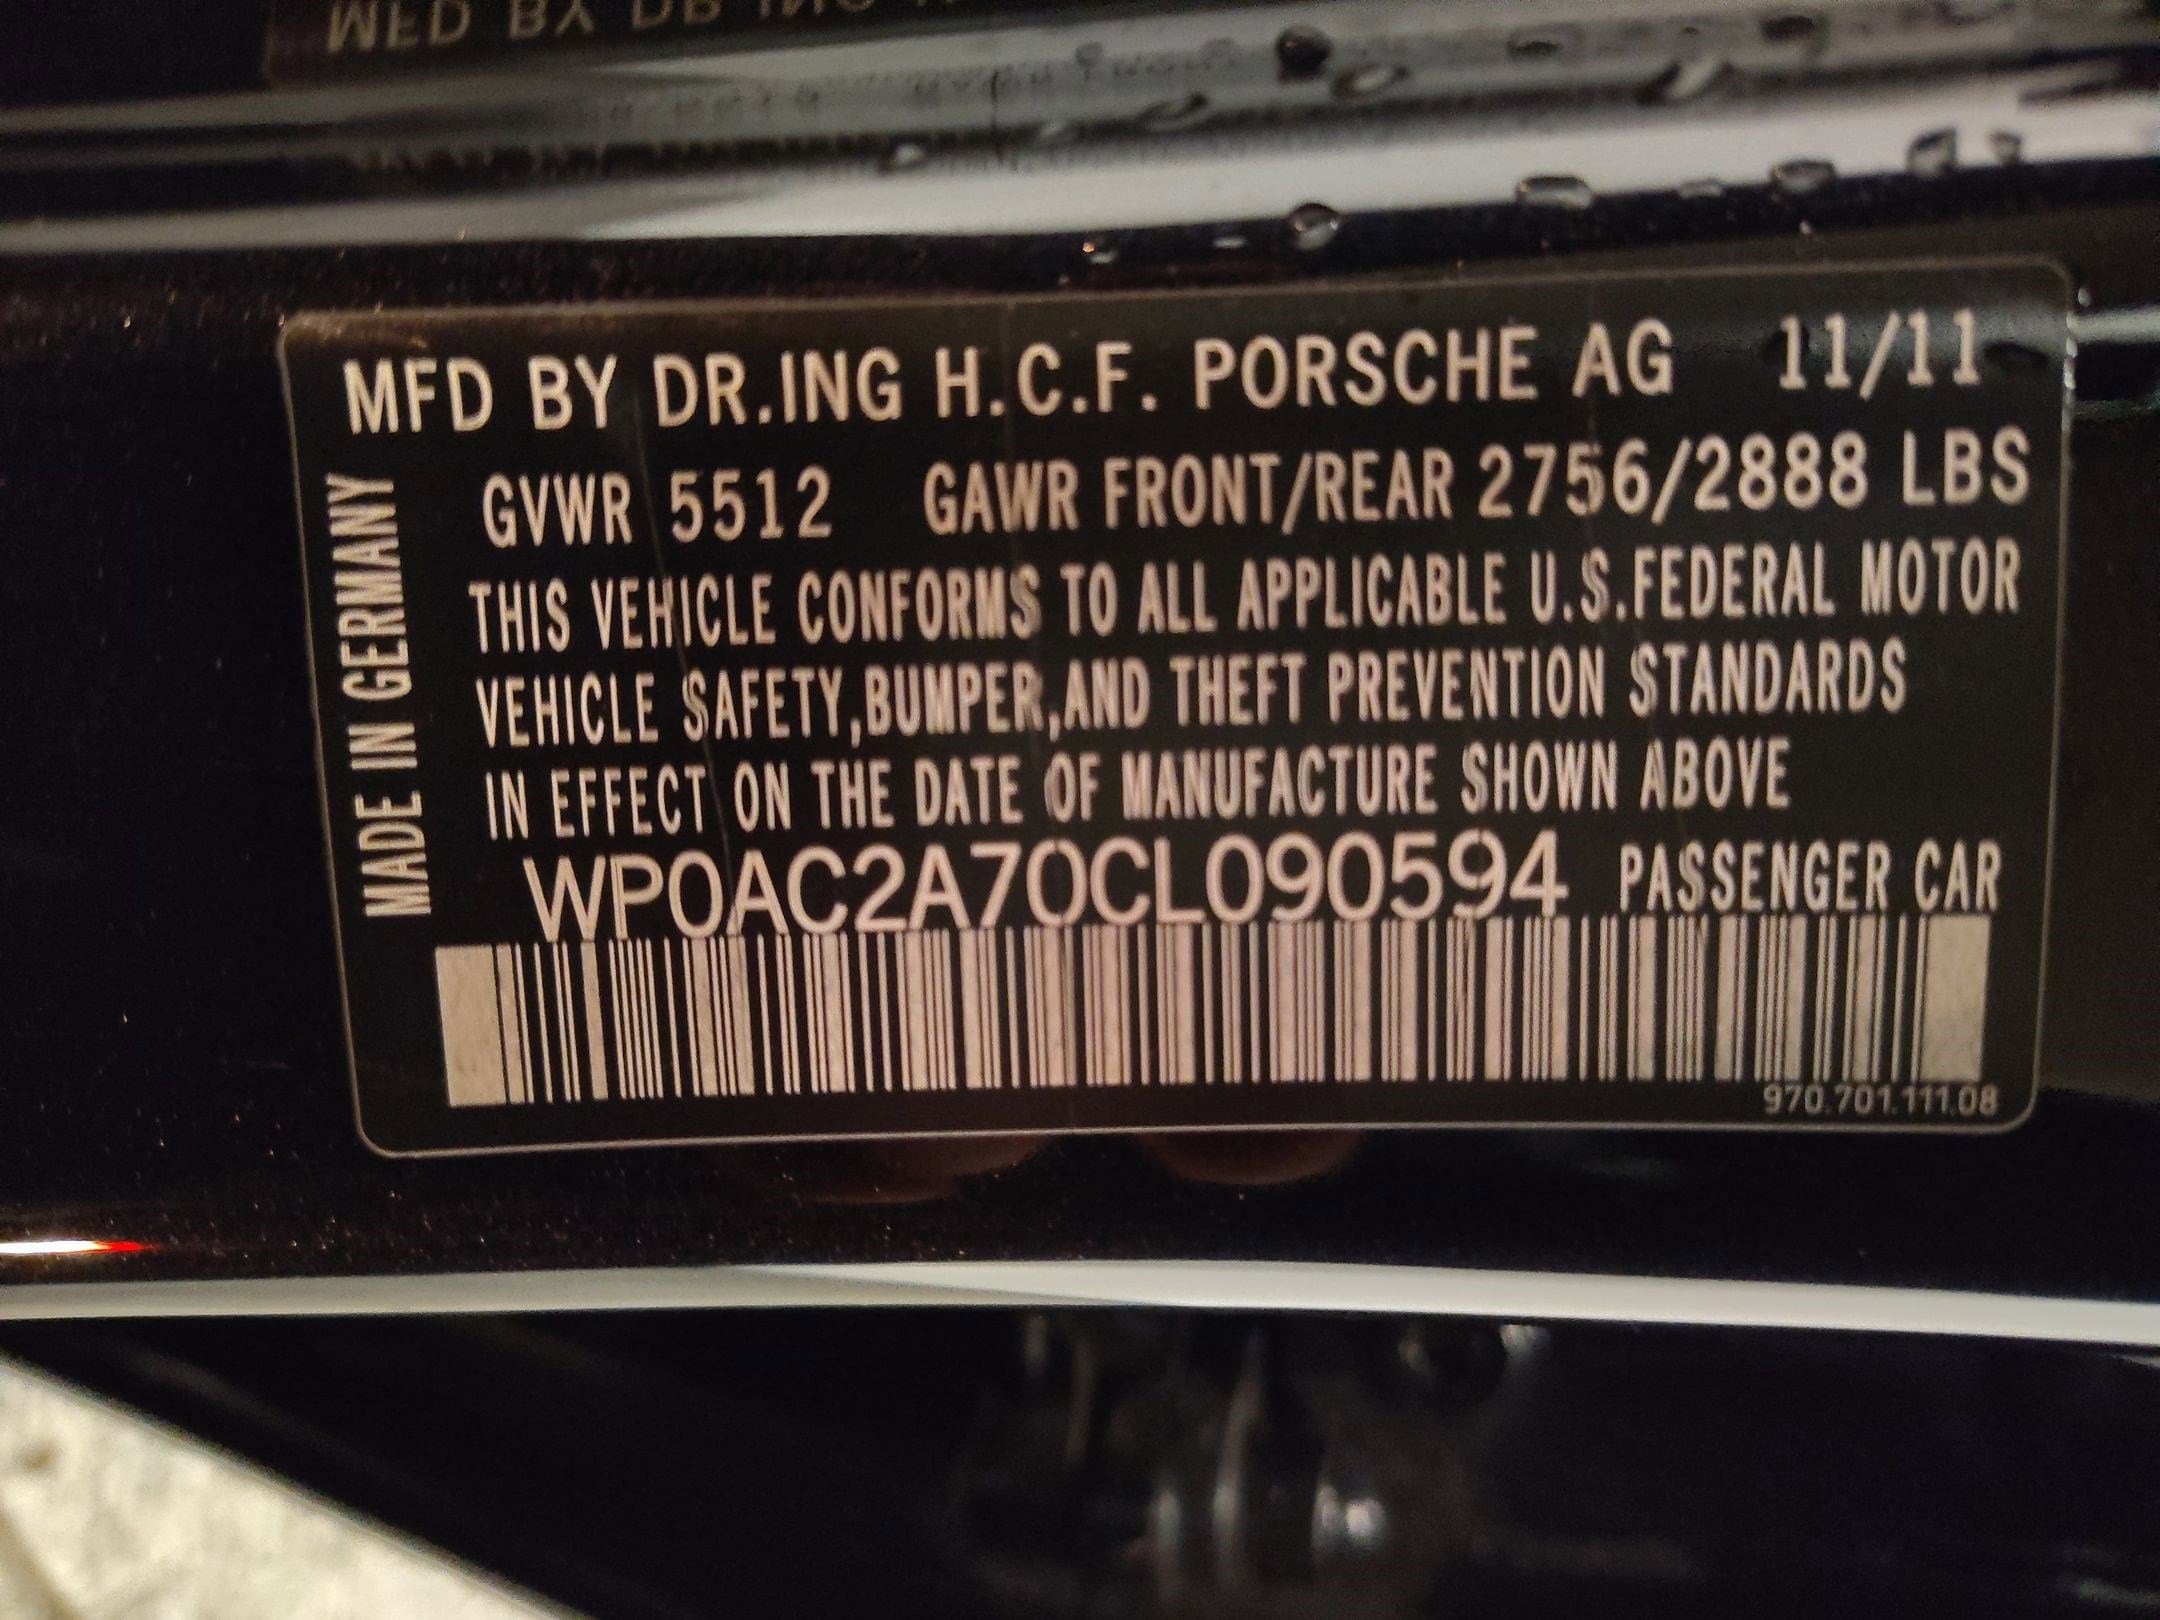 MFD BY DR.ING H.C.F. PORSCHE AG 11/11
GVWR 5512 GAWR FRONT/REAR 2756/2888 LBS
THIS VEHICLE CONFORMS TO ALL APPLICABLE U.S.FEDERAL MOTOR
VEHICLE SAFETY,BUMPER,AND THEFT PREVENTION STANDARDS
IN EFFECT ON THE DATE OF MANUFACTURE SHOWN ABOVE
WP0AC2A70CL090594 PASSENGER CAR
970.701.111.08
MADE IN GERMANY